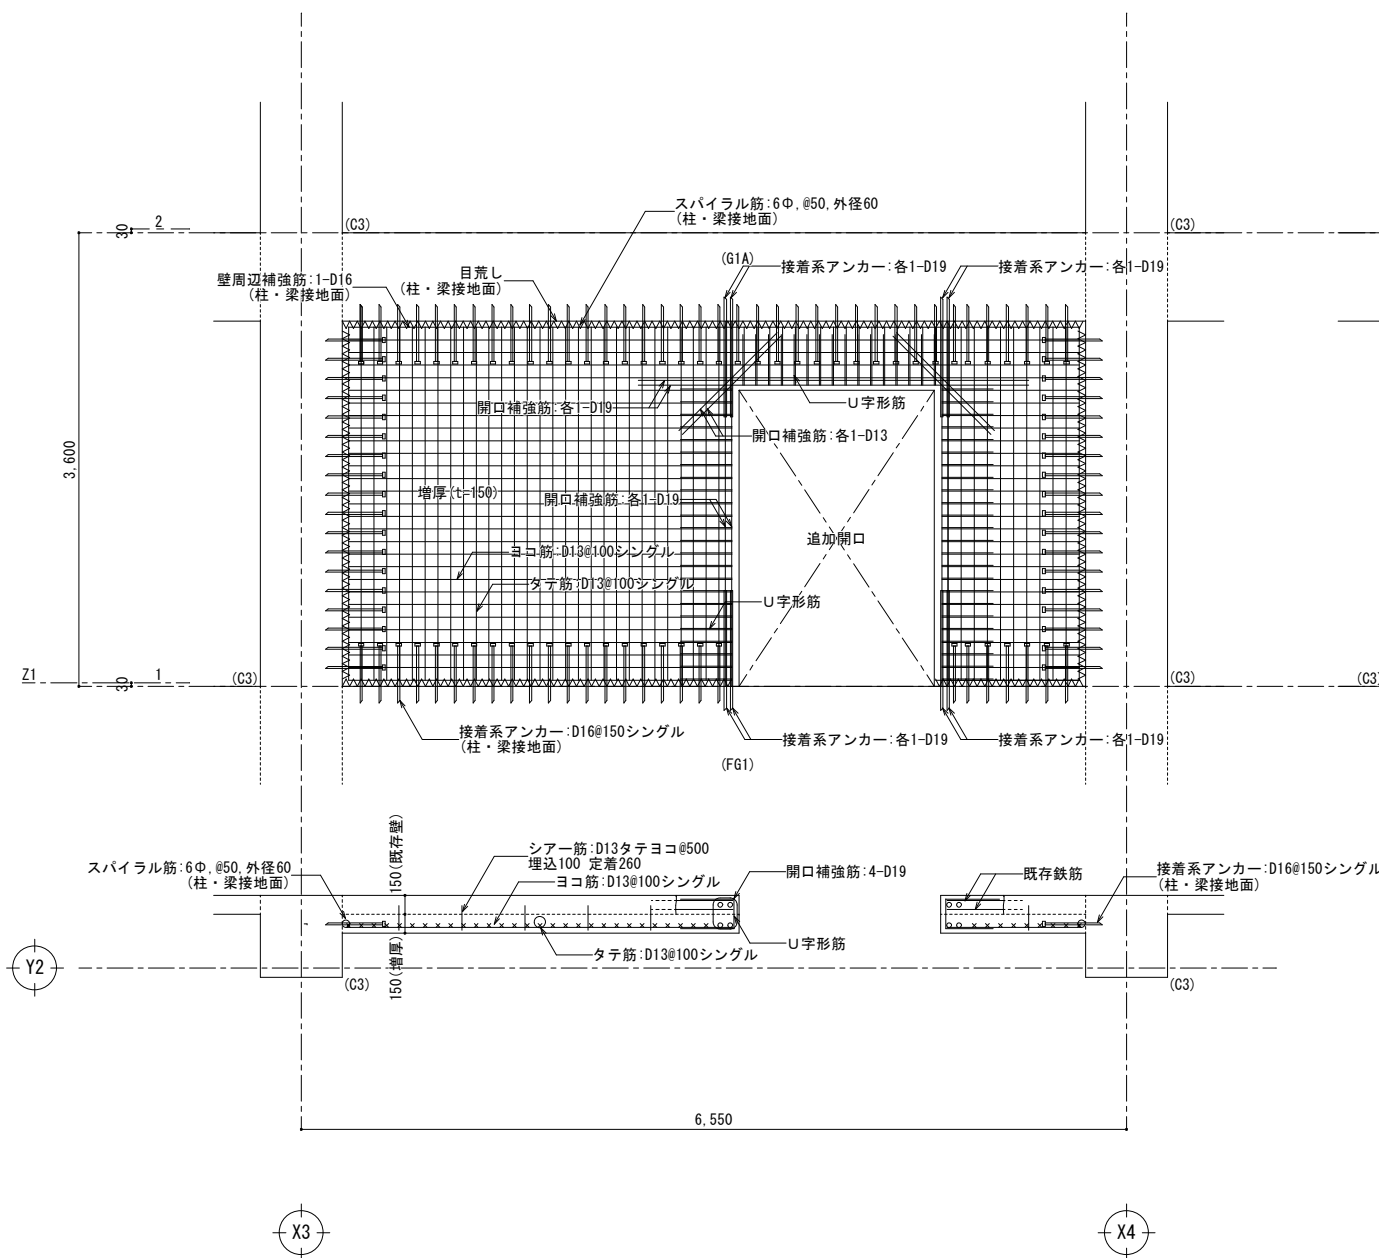 スパイラル筋:6Φ,@50,外径60
(柱・梁接地面)
30
2
(C3)
(C3)
(G1A)
接着系アンカー:各1-D19
接着系アンカー:各1-D19
壁周辺補強筋:1-D16
(柱・梁接地面)
目荒し
(柱・梁接地面)
開口補強筋:各1-D19
U字形筋
開口補強筋:各1-D13
3,600
増厚(t=150)
開口補強筋:各1-D19
追加開口
ヨコ筋:D13@100シングル
タテ筋:D13@100シングル
U字形筋
Z1
30
1
(C3)
(C3)
(C3)
接着系アンカー:D16@150シングル
(柱・梁接地面)
接着系アンカー:各1-D19
接着系アンカー:各1-D19
(FG1)
150(既存壁)
シアー筋:D13タテヨコ@500
埋込100 定着260
スパイラル筋:6Φ,@50,外径60
(柱・梁接地面)
ヨコ筋:D13@100シングル
開口補強筋:4-D19
既存鉄筋
接着系アンカー:D16@150シングル
(柱・梁接地面)
U字形筋
タテ筋:D13@100シングル
150(増厚)
Y2
(C3)
(C3)
6,550
X3
X4